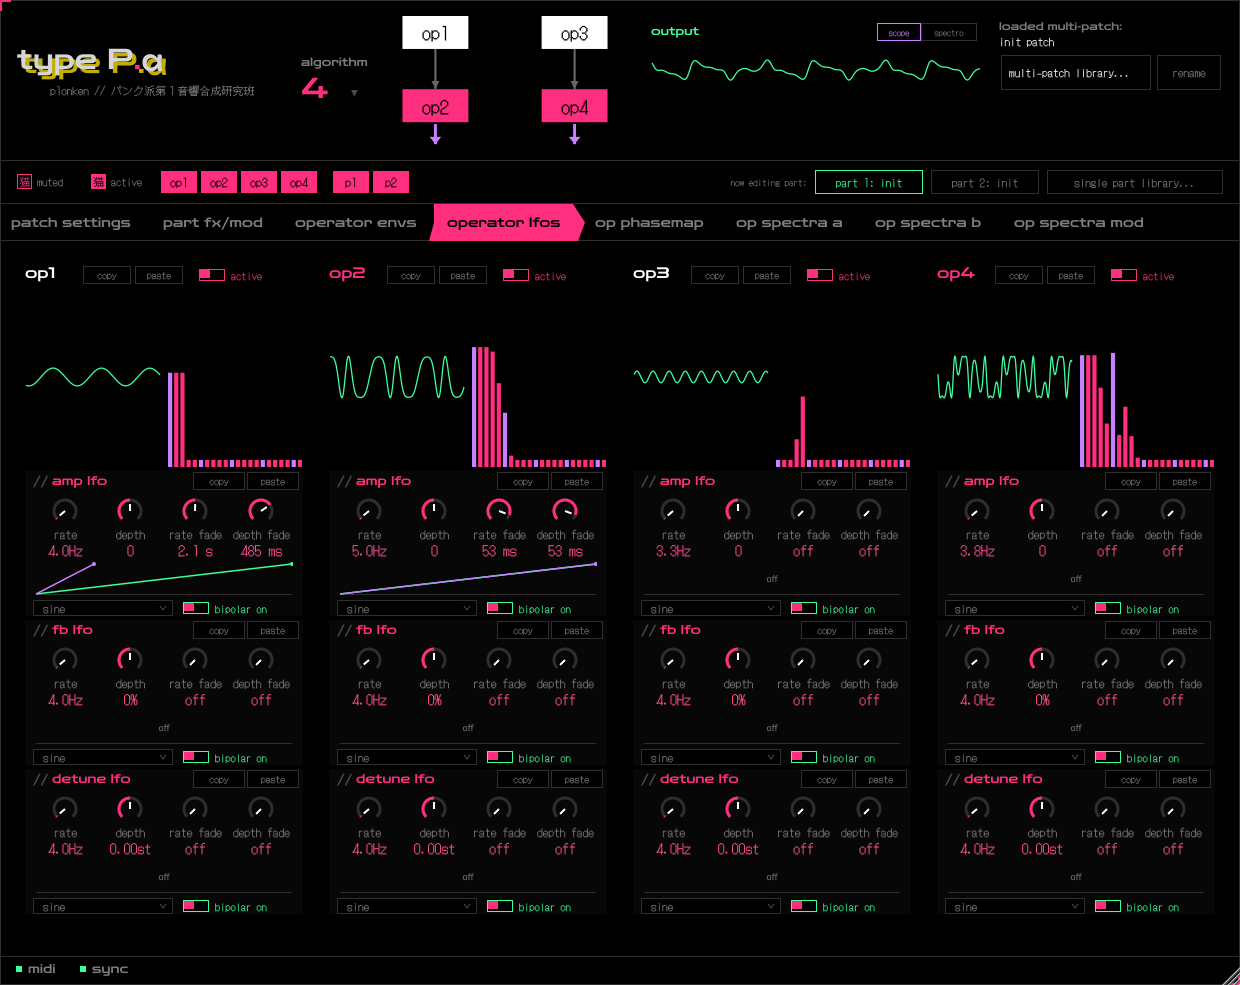 type P.a
plonken // パンク派第1音響合成研究班
algorithm
4
op1
op3
op2
op4
output
scope
spectro
loaded multi-patch:
init patch
multi-patch library...
rename
猫 muted
猫 active
op1 op2 op3 op4 p1 p2
now editing part:
part 1: init
part 2: init
single part library...
patch settings
part fx/mod
operator envs
operator lfos
op phasemap
op spectra a
op spectra b
op spectra mod
op1 copy paste active
op2 copy paste active
op3 copy paste active
op4 copy paste active
// amp lfo copy paste
rate depth rate fade depth fade
4.0Hz 0 2.1 s 485 ms
sine bipolar on
// fb lfo copy paste
rate depth rate fade depth fade
4.0Hz 0% off off
off
sine bipolar on
// detune lfo copy paste
rate depth rate fade depth fade
4.0Hz 0.00st off off
off
sine bipolar on
// amp lfo copy paste
rate depth rate fade depth fade
5.0Hz 0 53 ms 53 ms
sine bipolar on
// fb lfo copy paste
rate depth rate fade depth fade
4.0Hz 0% off off
off
sine bipolar on
// detune lfo copy paste
rate depth rate fade depth fade
4.0Hz 0.00st off off
off
sine bipolar on
// amp lfo copy paste
rate depth rate fade depth fade
3.3Hz 0 off off
off
sine bipolar on
// fb lfo copy paste
rate depth rate fade depth fade
4.0Hz 0% off off
off
sine bipolar on
// detune lfo copy paste
rate depth rate fade depth fade
4.0Hz 0.00st off off
off
sine bipolar on
// amp lfo copy paste
rate depth rate fade depth fade
3.8Hz 0 off off
off
sine bipolar on
// fb lfo copy paste
rate depth rate fade depth fade
4.0Hz 0% off off
off
sine bipolar on
// detune lfo copy paste
rate depth rate fade depth fade
4.0Hz 0.00st off off
off
sine bipolar on
midi
sync